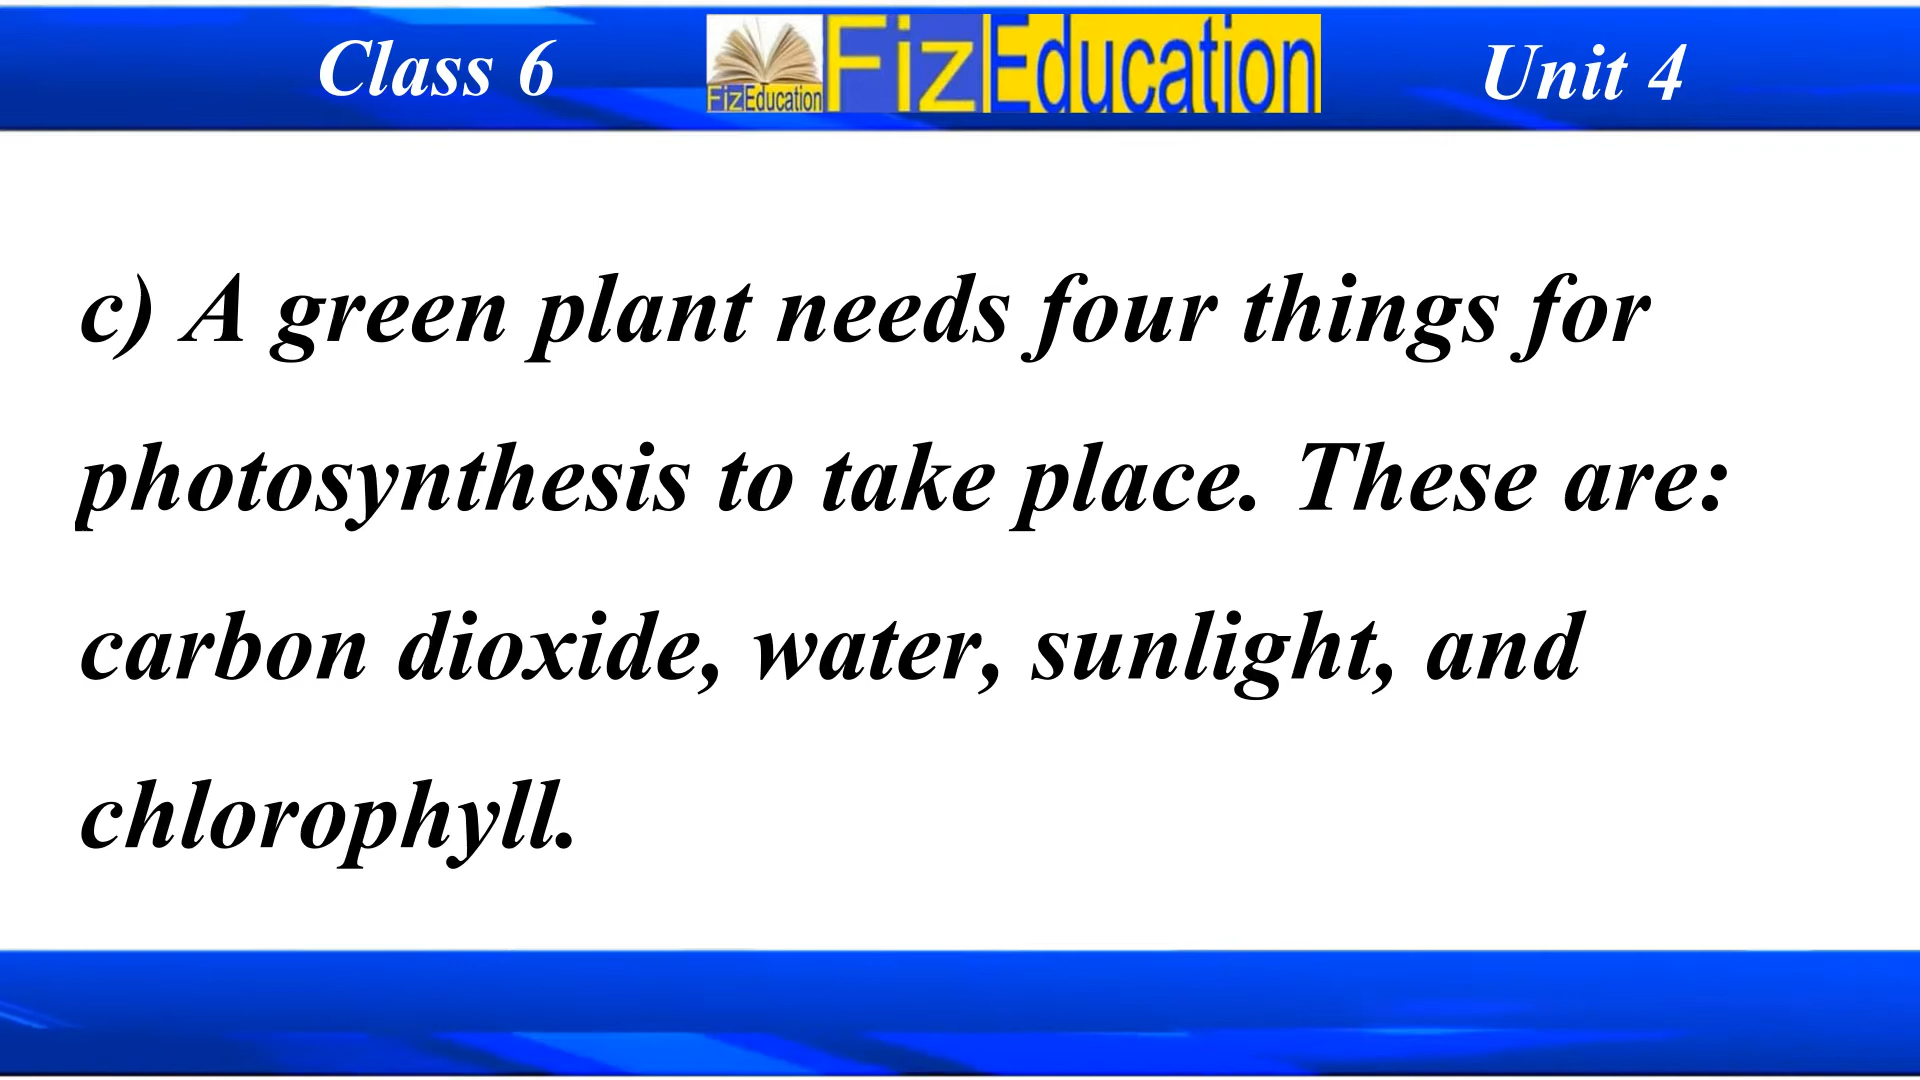 Class 6
FizEducation
FizEducation
Unit 4
c) A green plant needs four things for
photosynthesis to take place. These are:
carbon dioxide, water, sunlight, and
chlorophyll.